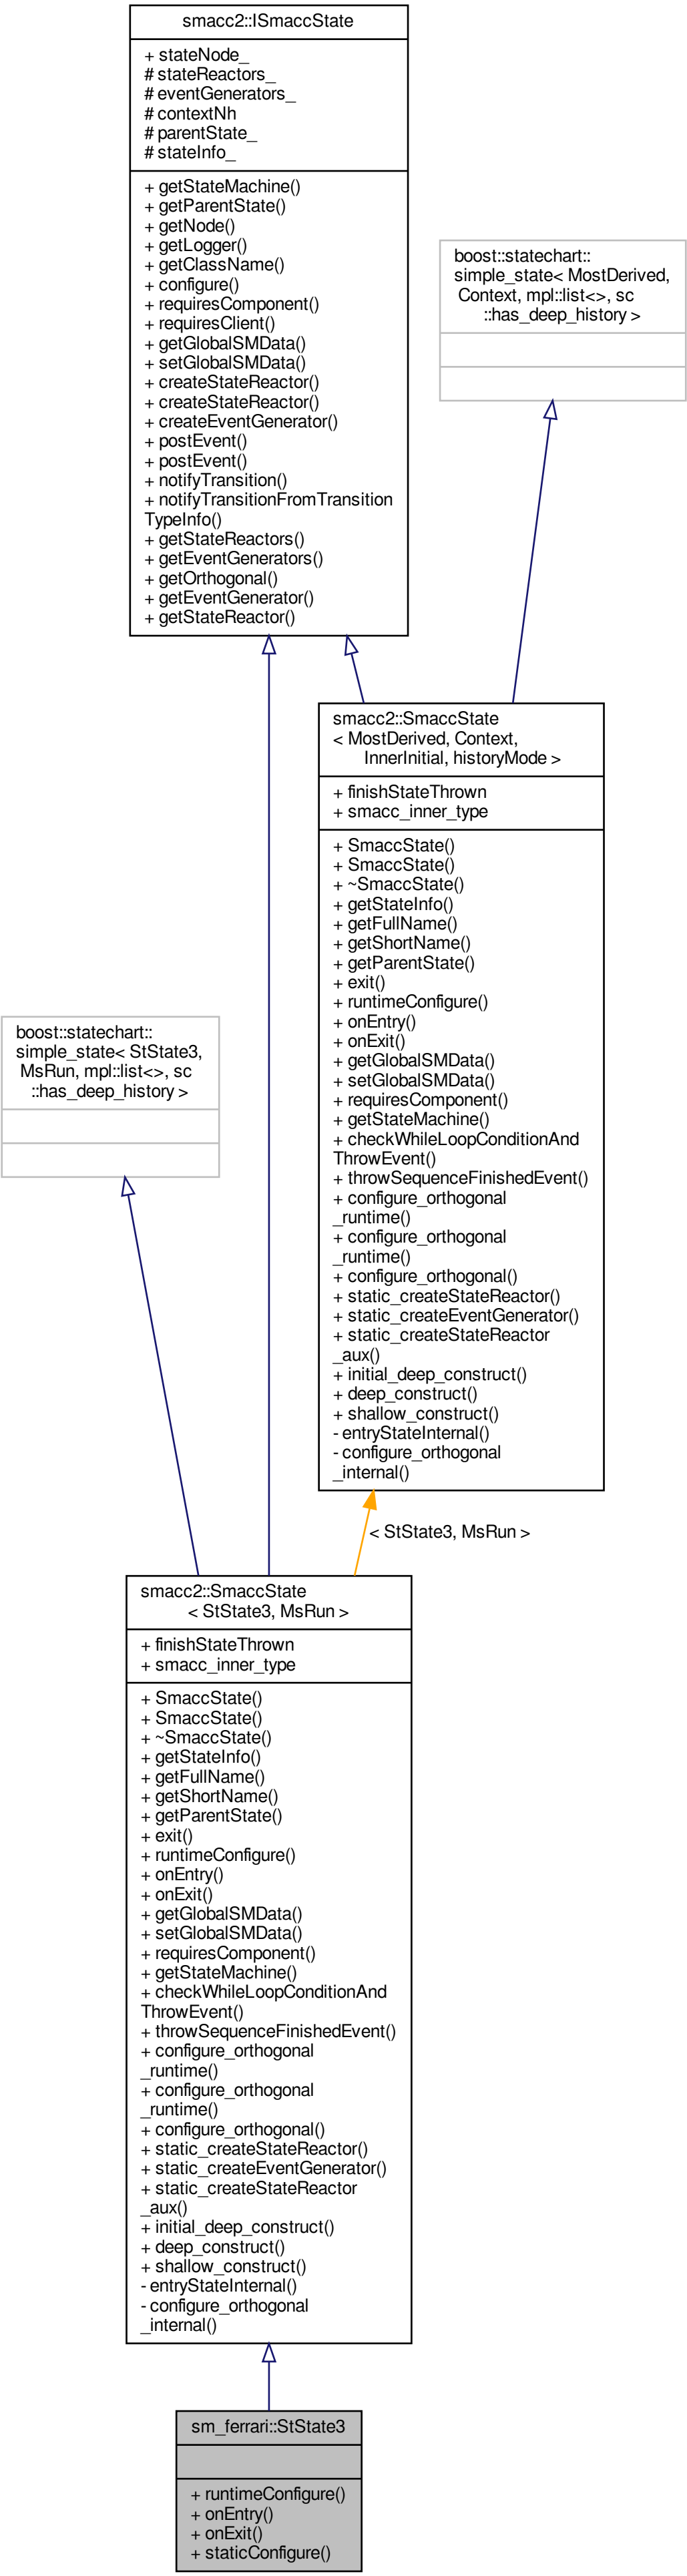 smacc2::ISmaccState
+ stateNode_
# stateReactors_
# eventGenerators_
# contextNh
# parentState_
# stateInfo_
+ getStateMachine()
+ getParentState()
+ getNode()
+ getLogger()
+ getClassName()
+ configure()
+ requiresComponent()
+ requiresClient()
+ getGlobalSMData()
+ setGlobalSMData()
+ createStateReactor()
+ createStateReactor()
+ createEventGenerator()
+ postEvent()
+ postEvent()
+ notifyTransition()
+ notifyTransitionFromTransition
TypeInfo()
+ getStateReactors()
+ getEventGenerators()
+ getOrthogonal()
+ getEventGenerator()
+ getStateReactor()
boost::statechart::
simple_state< MostDerived,
Context, mpl::list<>, sc
::has_deep_history >
smacc2::SmaccState
< MostDerived, Context,
InnerInitial, historyMode >
+ finishStateThrown
+ smacc_inner_type
+ SmaccState()
+ SmaccState()
+ ~SmaccState()
+ getStateInfo()
+ getFullName()
+ getShortName()
+ getParentState()
+ exit()
+ runtimeConfigure()
+ onEntry()
+ onExit()
+ getGlobalSMData()
+ setGlobalSMData()
+ requiresComponent()
+ getStateMachine()
+ checkWhileLoopConditionAnd
ThrowEvent()
+ throwSequenceFinishedEvent()
+ configure_orthogonal
_runtime()
+ configure_orthogonal
_runtime()
+ configure_orthogonal()
+ static_createStateReactor()
+ static_createEventGenerator()
+ static_createStateReactor
_aux()
+ initial_deep_construct()
+ deep_construct()
+ shallow_construct()
- entryStateInternal()
- configure_orthogonal
_internal()
boost::statechart::
simple_state< StState3,
MsRun, mpl::list<>, sc
::has_deep_history >
< StState3, MsRun >
smacc2::SmaccState
< StState3, MsRun >
+ finishStateThrown
+ smacc_inner_type
+ SmaccState()
+ SmaccState()
+ ~SmaccState()
+ getStateInfo()
+ getFullName()
+ getShortName()
+ getParentState()
+ exit()
+ runtimeConfigure()
+ onEntry()
+ onExit()
+ getGlobalSMData()
+ setGlobalSMData()
+ requiresComponent()
+ getStateMachine()
+ checkWhileLoopConditionAnd
ThrowEvent()
+ throwSequenceFinishedEvent()
+ configure_orthogonal
_runtime()
+ configure_orthogonal
_runtime()
+ configure_orthogonal()
+ static_createStateReactor()
+ static_createEventGenerator()
+ static_createStateReactor
_aux()
+ initial_deep_construct()
+ deep_construct()
+ shallow_construct()
- entryStateInternal()
- configure_orthogonal
_internal()
sm_ferrari::StState3
+ runtimeConfigure()
+ onEntry()
+ onExit()
+ staticConfigure()